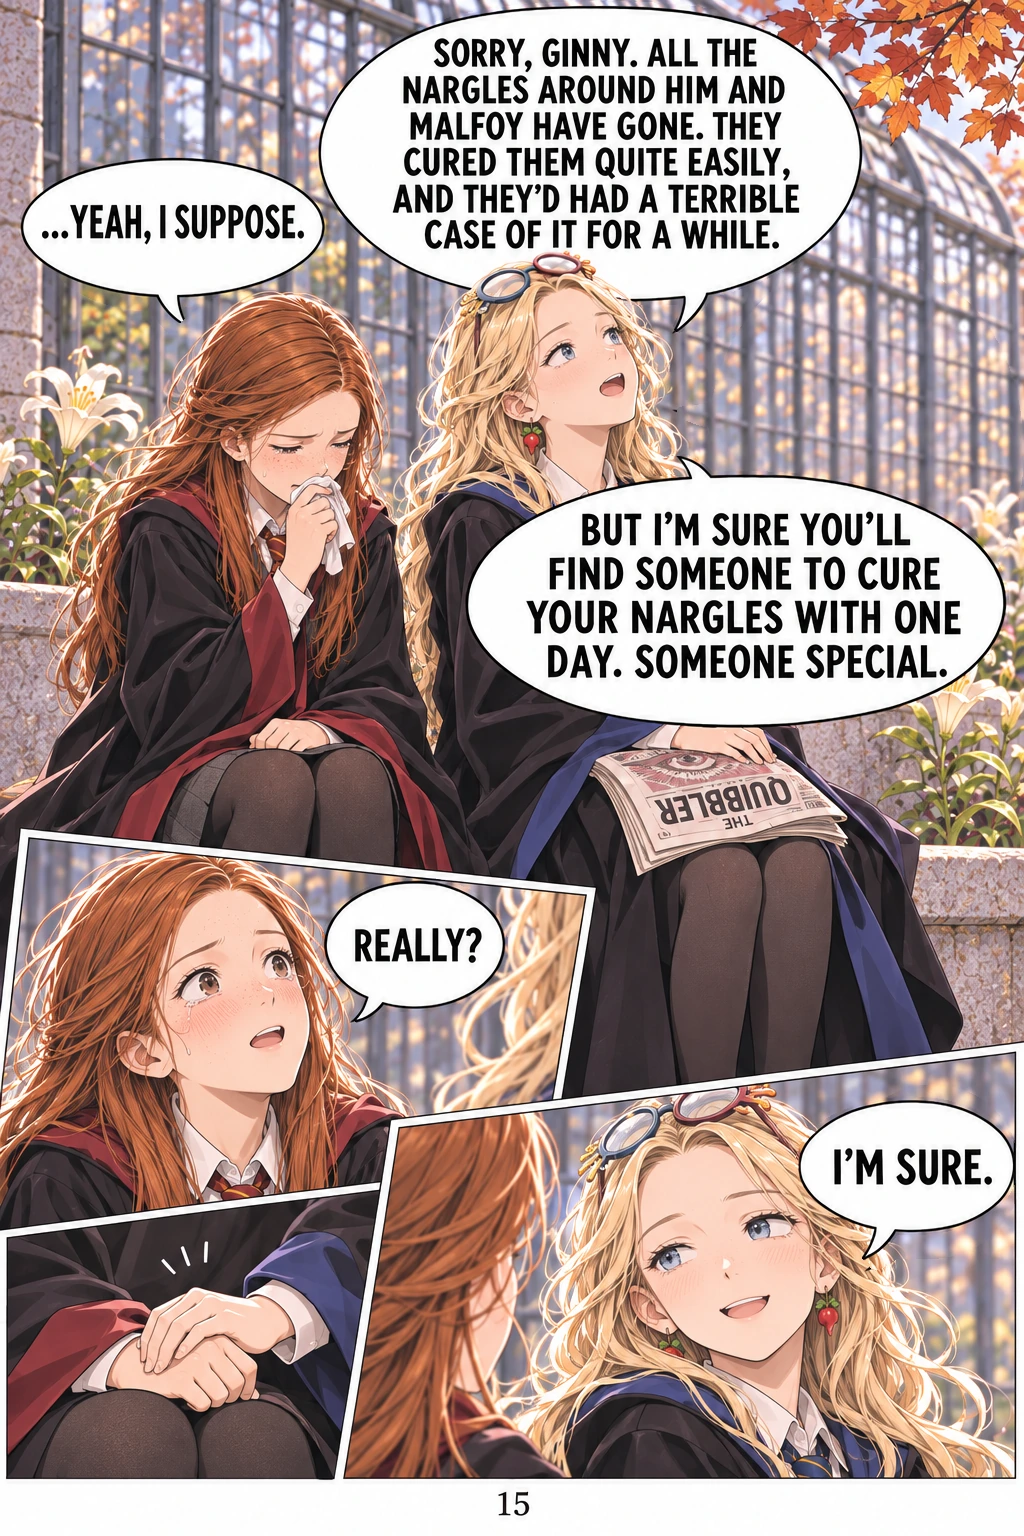 SORRY, GINNY. ALL THE
NARGLES AROUND HIM AND
MALFOY HAVE GONE. THEY
CURED THEM QUITE EASILY,
AND THEY'D HAD A TERRIBLE
CASE OF IT FOR A WHILE.
...YEAH, I SUPPOSE.
BUT I'M SURE YOU'LL
FIND SOMEONE TO CURE
YOUR NARGLES WITH ONE
DAY. SOMEONE SPECIAL.
THE
QUIBBLER
REALLY?
I'M SURE.
15